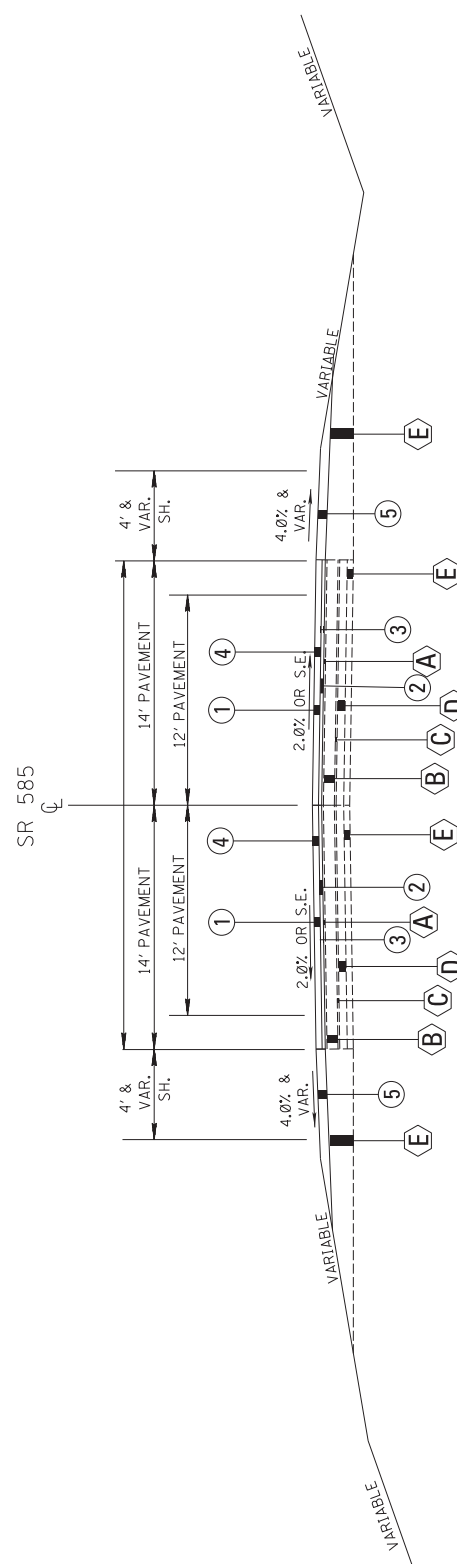 SR 585
℄
14' PAVEMENT
14' PAVEMENT
4' &
VAR.
SH.
12' PAVEMENT
12' PAVEMENT
4' &
VAR.
SH.
4
1
4
1
VARIABLE
VARIABLE
4.0% &
VAR.
2.0% OR S.E.
2.0% OR S.E.
4.0% &
VAR.
VARIABLE
VARIABLE
E
5
B
C
D
3
A
2
E
B
C
D
2
A
3
E
5
E